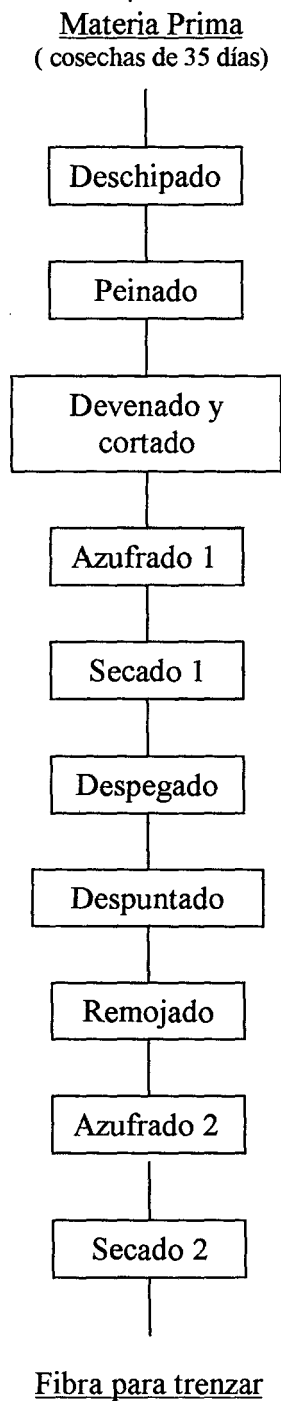 Materia Prima
( cosechas de 35 días)
Deschipado
Peinado
Devenado y
cortado
Azufrado 1
Secado 1
Despegado
Despuntado
Remojado
Azufrado 2
Secado 2
Fibra para trenzar